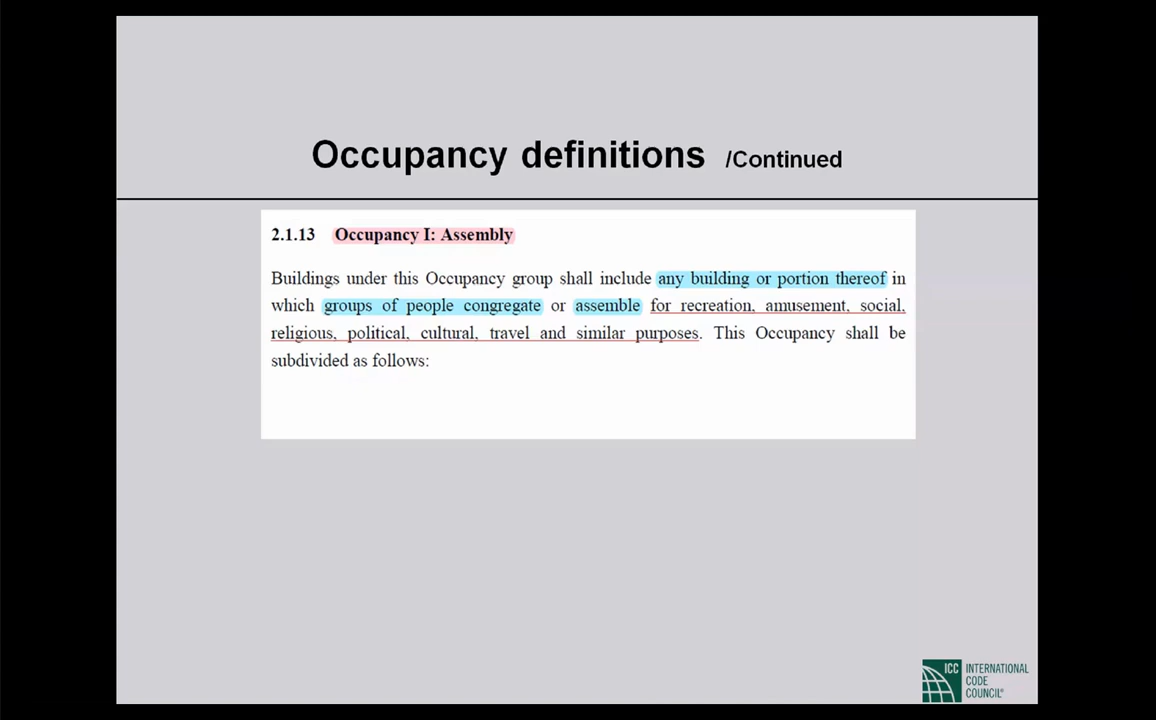 Occupancy definitions /Continued
2.1.13 Occupancy I: Assembly
Buildings under this Occupancy group shall include any building or portion thereof in
which groups of people congregate or assemble for recreation, amusement, social,
religious, political, cultural, travel and similar purposes. This Occupancy shall be
subdivided as follows:
ICC INTERNATIONAL
CODE
COUNCIL®